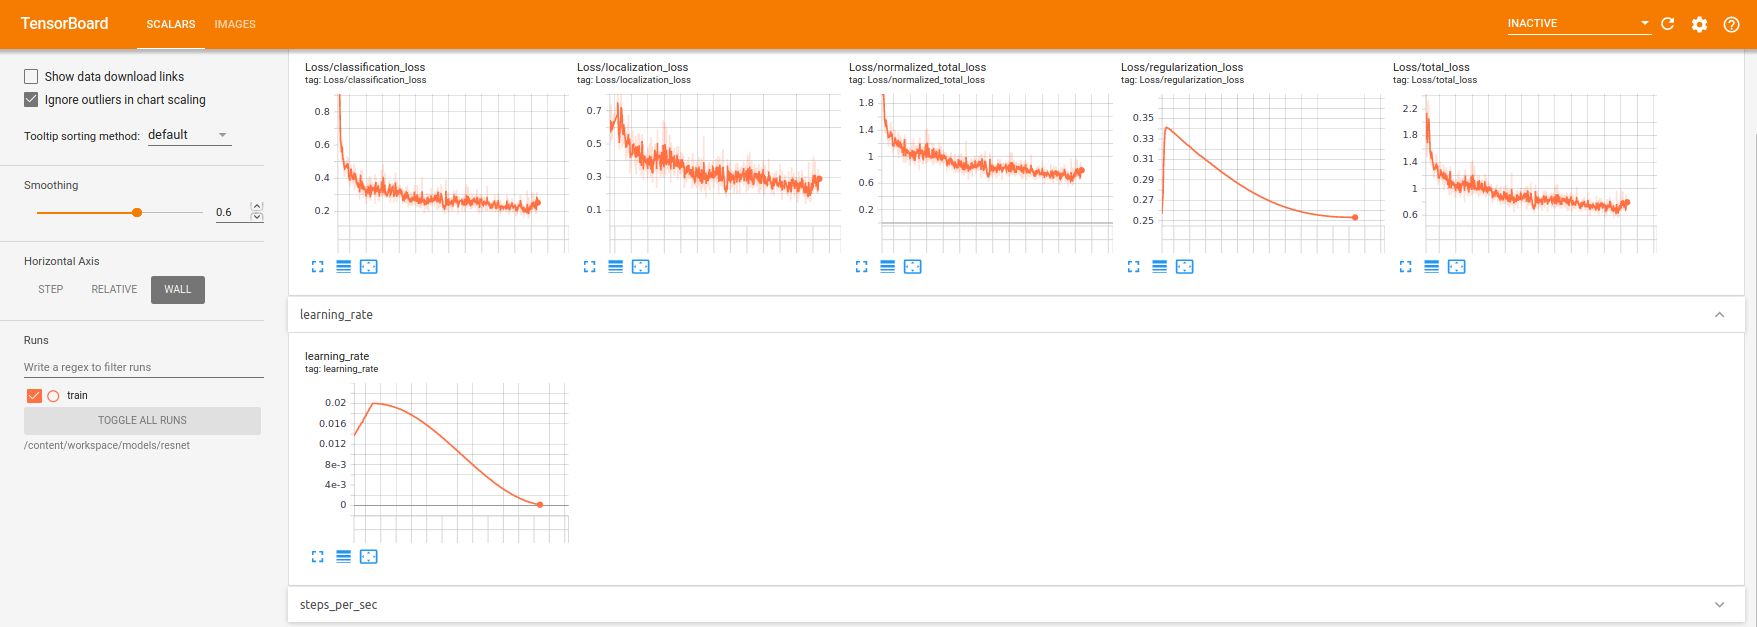 TensorBoard
SCALARS
IMAGES
INACTIVE
Show data download links
Ignore outliers in chart scaling
Tooltip sorting method: default
Smoothing
0.6
Horizontal Axis
STEP
RELATIVE
WALL
Runs
Write a regex to filter runs
train
TOGGLE ALL RUNS
/content/workspace/models/resnet
Loss/classification_loss
tag: Loss/classification_loss
0.8
0.6
0.4
0.2
Loss/localization_loss
tag: Loss/localization_loss
0.7
0.5
0.3
0.1
Loss/normalized_total_loss
tag: Loss/normalized_total_loss
1.8
1.4
1
0.6
0.2
Loss/regularization_loss
tag: Loss/regularization_loss
0.35
0.33
0.31
0.29
0.27
0.25
Loss/total_loss
tag: Loss/total_loss
2.2
1.8
1.4
1
0.6
learning_rate
learning_rate
tag: learning_rate
0.02
0.016
0.012
8e-3
4e-3
0
steps_per_sec